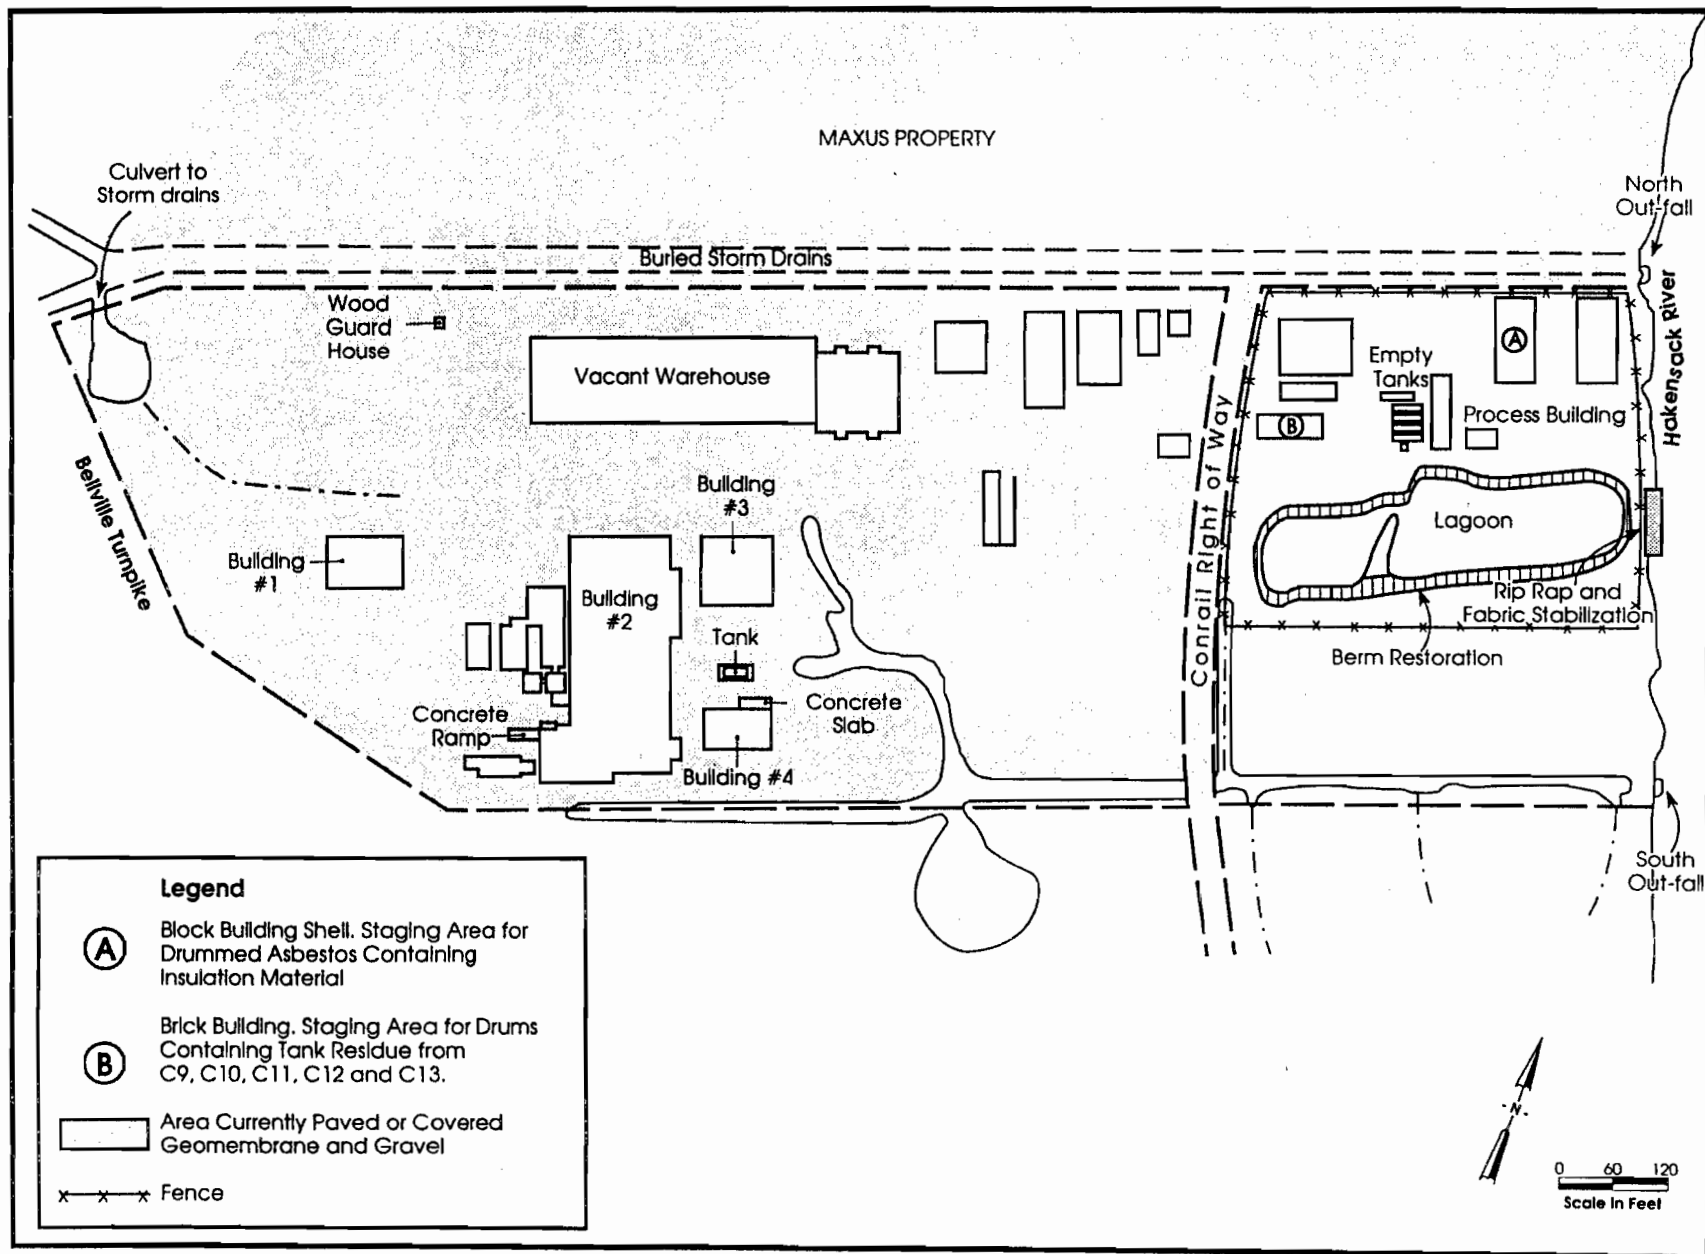 MAXUS PROPERTY
Culvert to
Storm drains
North
Out-fall
Buried Storm Drains
Hakensack River
Wood
Guard
House
Vacant Warehouse
A
Empty
Tanks
B
Process Building
Conrail Right of Way
Bellville Turnpike
Building
#3
Lagoon
Building
#1
Building
#2
Rip Rap and
Fabric Stabilization
Tank
Berm Restoration
Concrete
Ramp
Concrete
Slab
Building #4
South
Out-fall
Legend
A
Block Building Shell. Staging Area for
Drummed Asbestos Containing
Insulation Material
B
Brick Building. Staging Area for Drums
Containing Tank Residue from
C9, C10, C11, C12 and C13.
Area Currently Paved or Covered
Geomembrane and Gravel
Fence
N
0 60 120
Scale in Feet